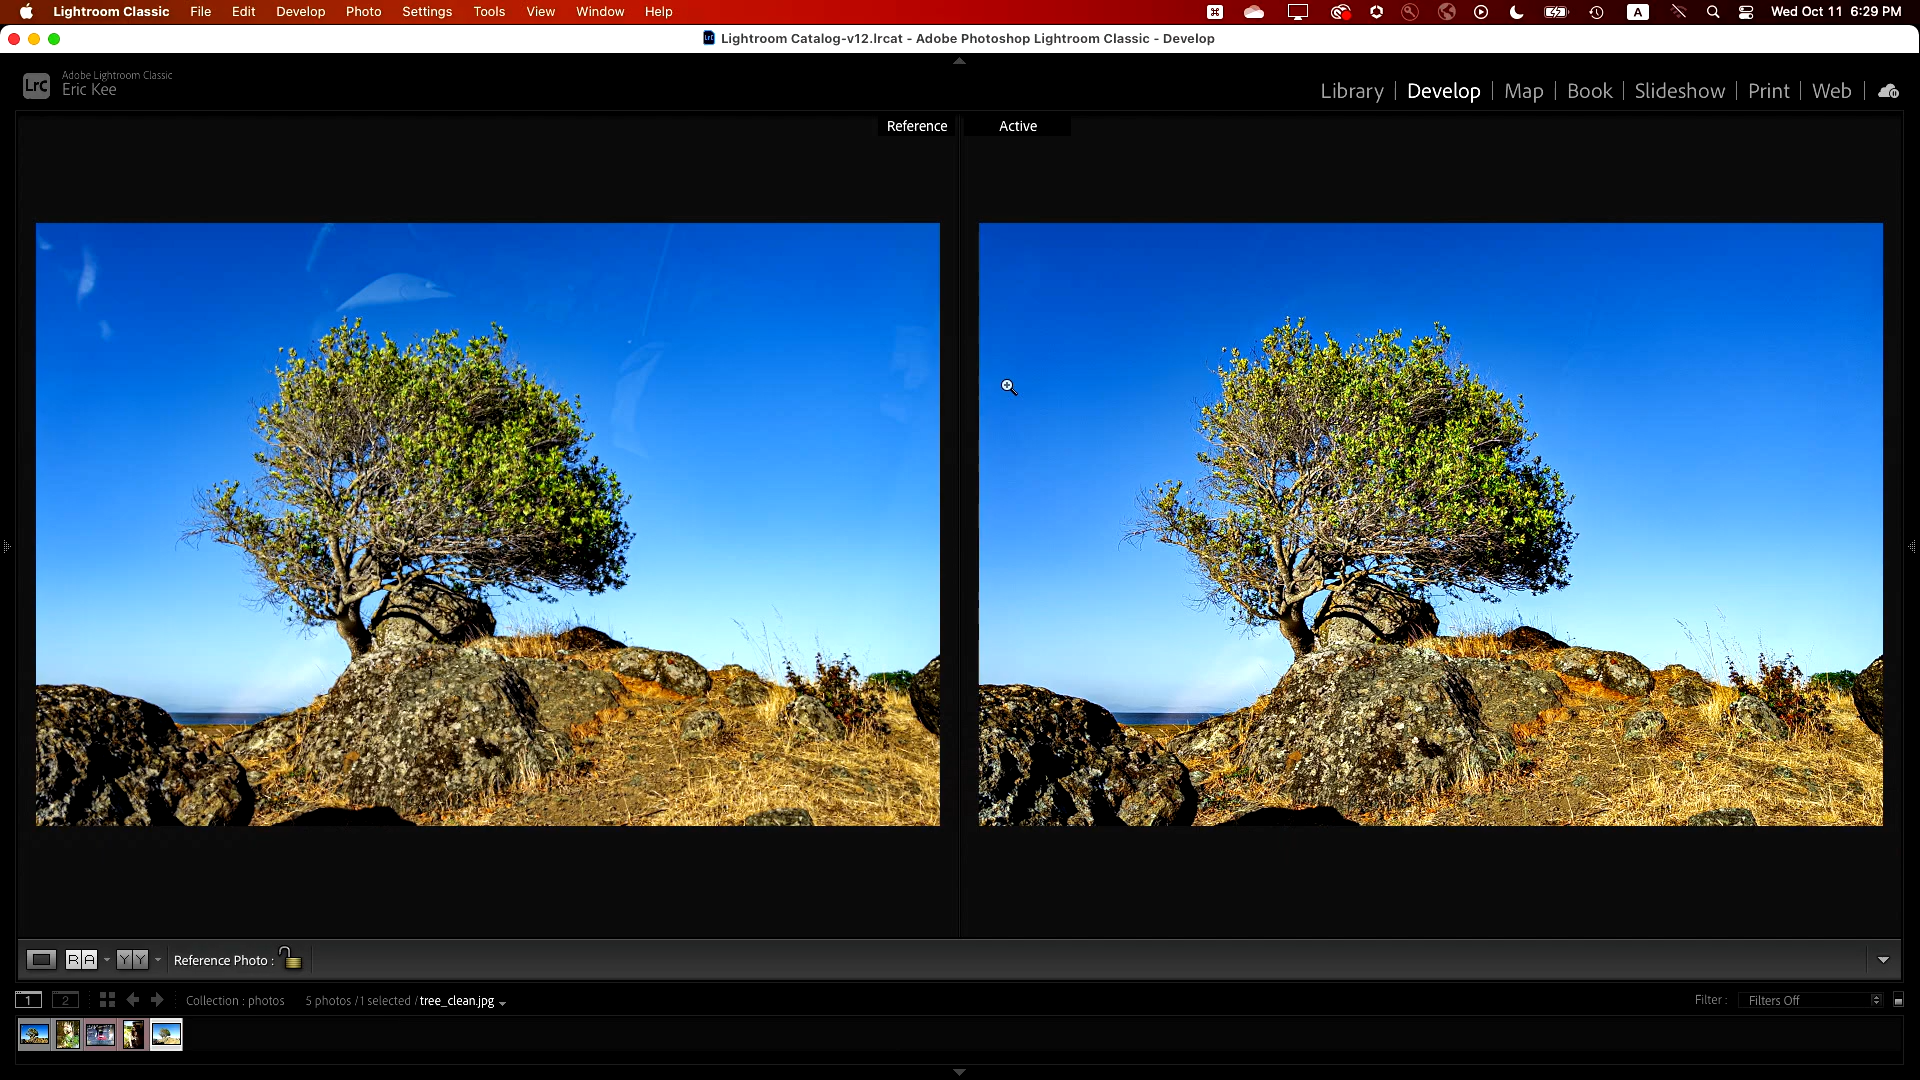 Lightroom Classic File Edit Develop Photo Settings Tools View Window Help A Wed Oct 11 6:29 PM
Lightroom Catalog-v12.lrcat - Adobe Photoshop Lightroom Classic - Develop
LrC Adobe Lightroom Classic
Eric Kee
Library | Develop | Map | Book | Slideshow | Print | Web
Reference Active
R A Y Y Reference Photo :
1 2 Collection : photos 5 photos / 1 selected / tree_clean.jpg Filter : Filters Off